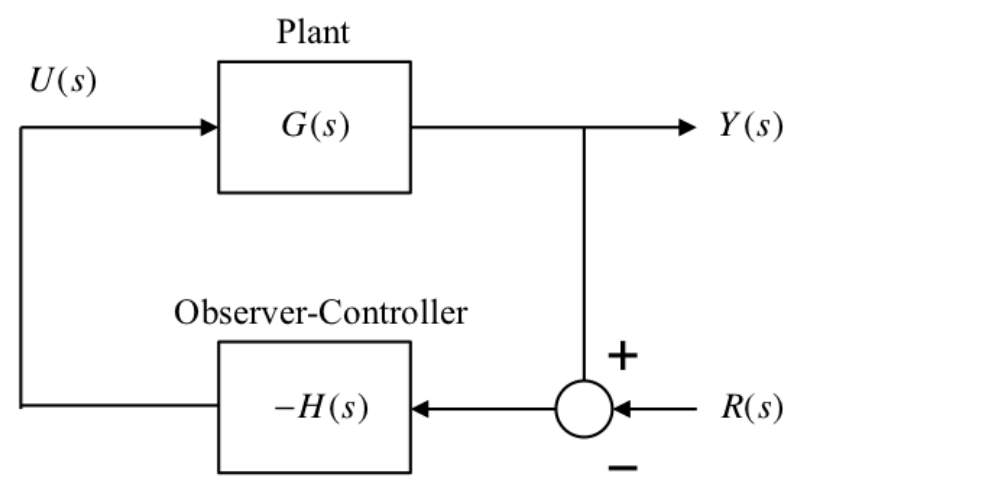 Plant
U(s)
G(s)
Y(s)
Observer-Controller
+
−H(s)
R(s)
−